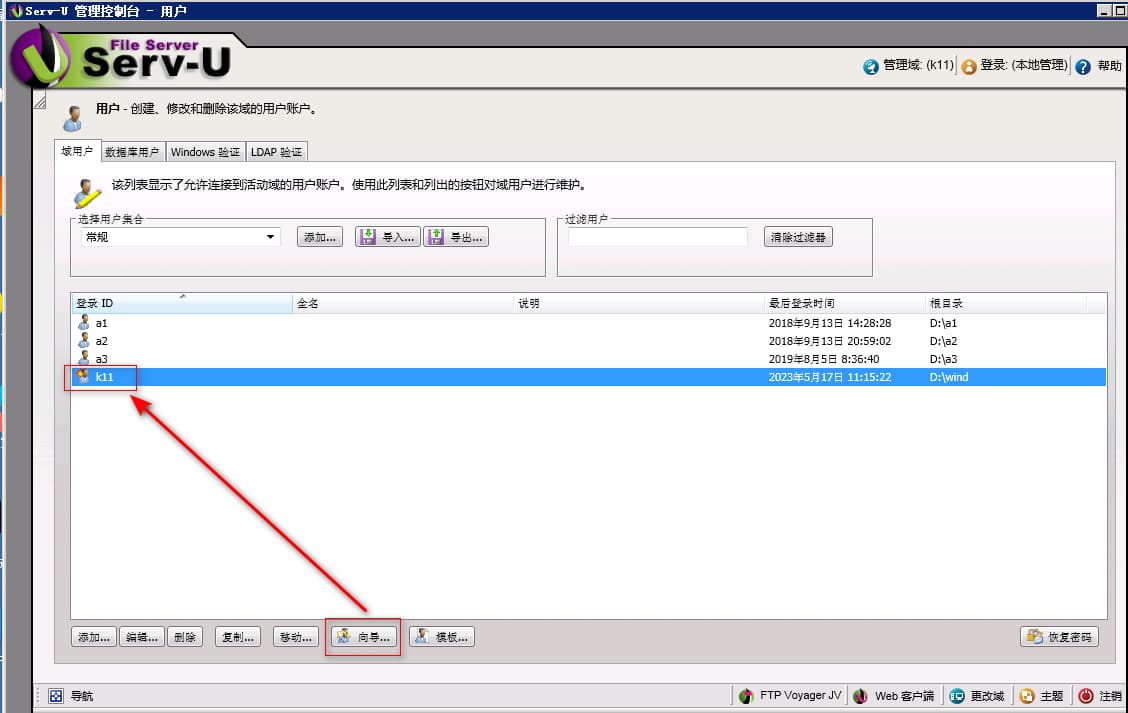 Serv-U 管理控制台 - 用户
File Server
Serv-U
管理域: (k11) 登录: (本地管理) 帮助
用户 - 创建、修改和删除该域的用户账户。
域用户 数据库用户 Windows 验证 LDAP 验证
该列表显示了允许连接到活动域的用户账户。使用此列表和列出的按钮对域用户进行维护。
选择用户集合 过滤用户
常规 添加... 导入... 导出... 清除过滤器
登录 ID 全名 说明 最后登录时间 根目录
a1 2018年9月13日 14:28:28 D:\a1
a2 2018年9月13日 20:59:02 D:\a2
a3 2019年8月5日 8:36:40 D:\a3
k11 2023年5月17日 11:15:22 D:\wind
添加... 编辑... 删除 复制... 移动... 向导... 模板... 恢复密码
导航 FTP Voyager JV Web 客户端 更改域 主题 注销